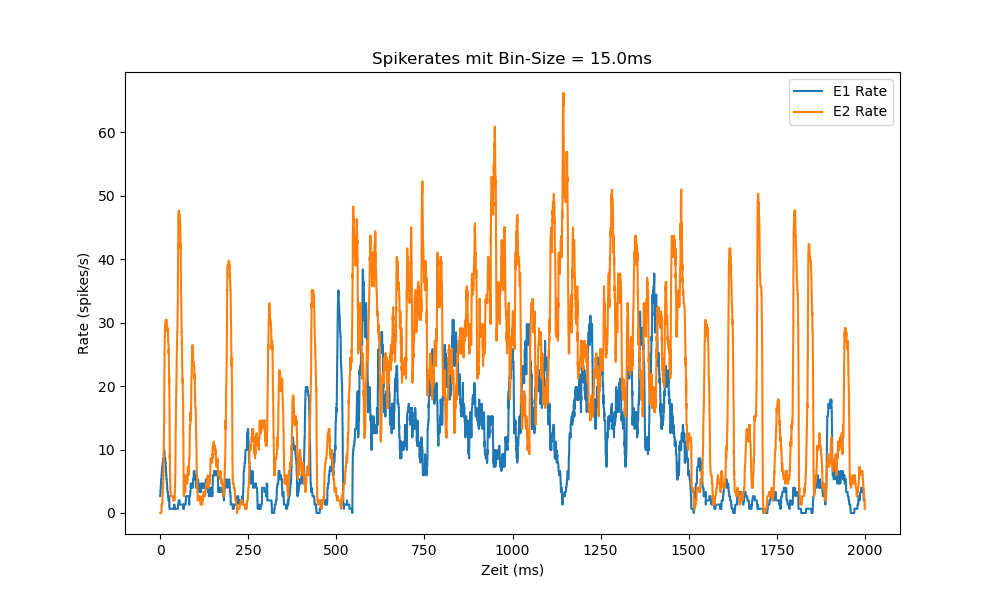 Spikerates mit Bin-Size = 15.0ms
E1 Rate
E2 Rate
Rate (spikes/s)
60
50
40
30
20
10
0
0 250 500 750 1000 1250 1500 1750 2000
Zeit (ms)